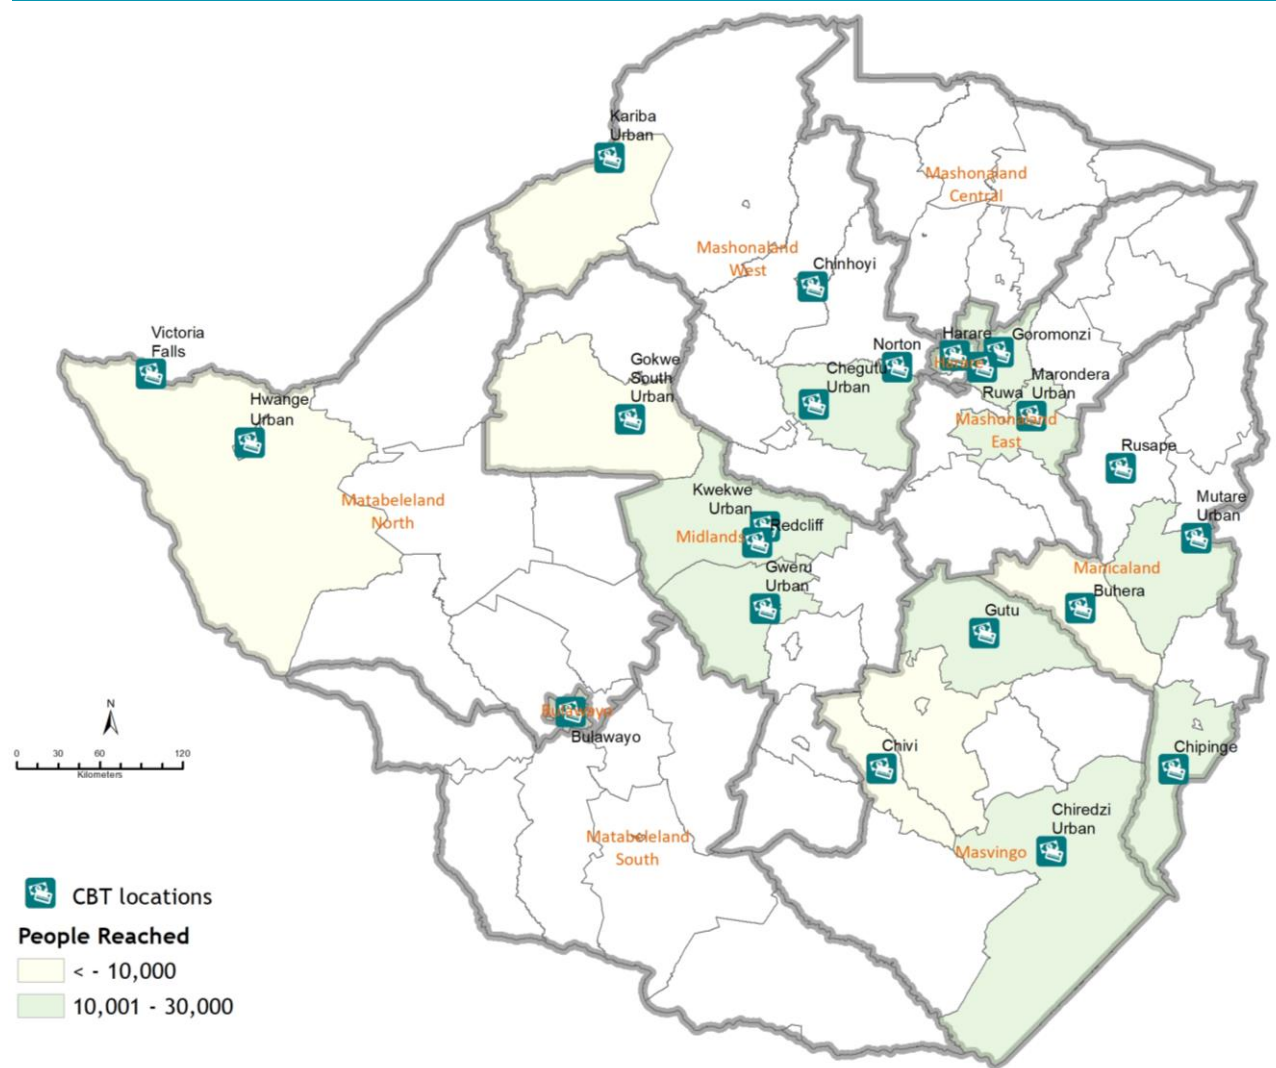 Kariba
Urban
Mashonaland
Central
Mashonaland
West
Chinhoyi
Victoria
Falls
Harare
Goromonzi
Norton
Harare
Gokwe
South
Urban
Chegutu
Urban
Marondera
Urban
Ruwa
Hwange
Urban
Mashonaland
East
Rusape
Matabeleland
North
Kwekwe
Urban
Mutare
Urban
Redcliff
Midlands
Gweru
Urban
Manicaland
Buhera
Gutu
N
Bulawayo
Bulawayo
Chivi
Chipinge
0 30 60 120
Kilometers
Chiredzi
Urban
Matabeleland
South
Masvingo
CBT locations
People Reached
< - 10,000
10,001 - 30,000